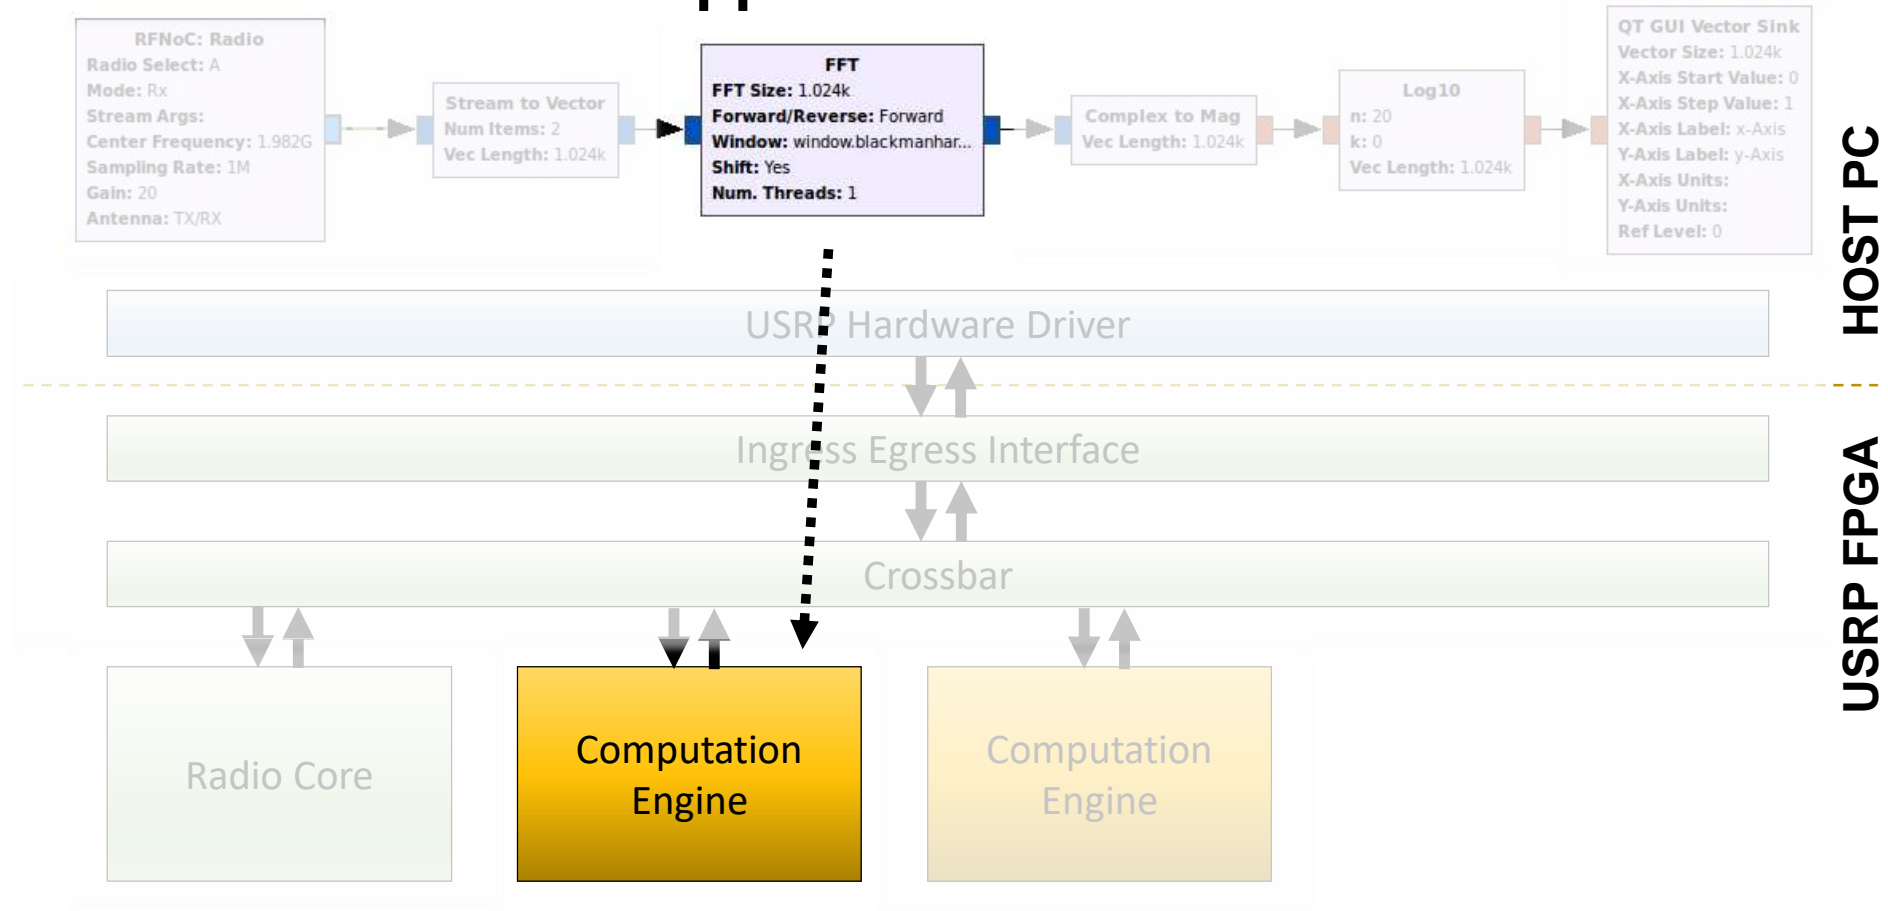 RFNoC: Radio
Radio Select: A
Mode: Rx
Stream Args:
Center Frequency: 1.982G
Sampling Rate: 1M
Gain: 20
Antenna: TX/RX
Stream to Vector
Num Items: 2
Vec Length: 1.024k
FFT
FFT Size: 1.024k
Forward/Reverse: Forward
Window: window.blackmanhar...
Shift: Yes
Num. Threads: 1
Complex to Mag
Vec Length: 1.024k
Log10
n: 20
k: 0
Vec Length: 1.024k
QT GUI Vector Sink
Vector Size: 1.024k
X-Axis Start Value: 0
X-Axis Step Value: 1
X-Axis Label: x-Axis
Y-Axis Label: y-Axis
X-Axis Units:
Y-Axis Units:
Ref Level: 0
HOST PC
USRP Hardware Driver
Ingress Egress Interface
Crossbar
USRP FPGA
Radio Core
Computation
Engine
Computation
Engine